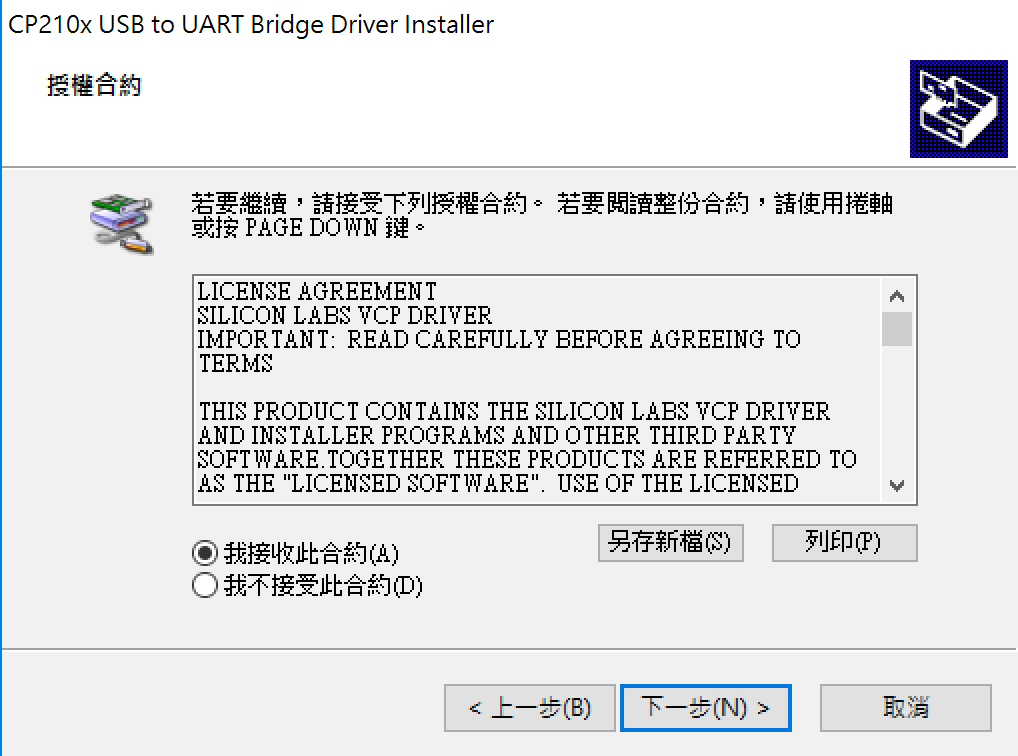 CP210x USB to UART Bridge Driver Installer
授權合約
若要繼續，請接受下列授權合約。 若要閱讀整份合約，請使用捲軸
或按 PAGE DOWN 鍵。
LICENSE AGREEMENT
SILICON LABS VCP DRIVER
IMPORTANT:  READ CAREFULLY BEFORE AGREEING TO
TERMS
THIS PRODUCT CONTAINS THE SILICON LABS VCP DRIVER
AND INSTALLER PROGRAMS AND OTHER THIRD PARTY
SOFTWARE.TOGETHER THESE PRODUCTS ARE REFERRED TO
AS THE "LICENSED SOFTWARE".  USE OF THE LICENSED
另存新檔(S) 列印(P)
我接收此合約(A)
我不接受此合約(D)
< 上一步(B) 下一步(N) > 取消